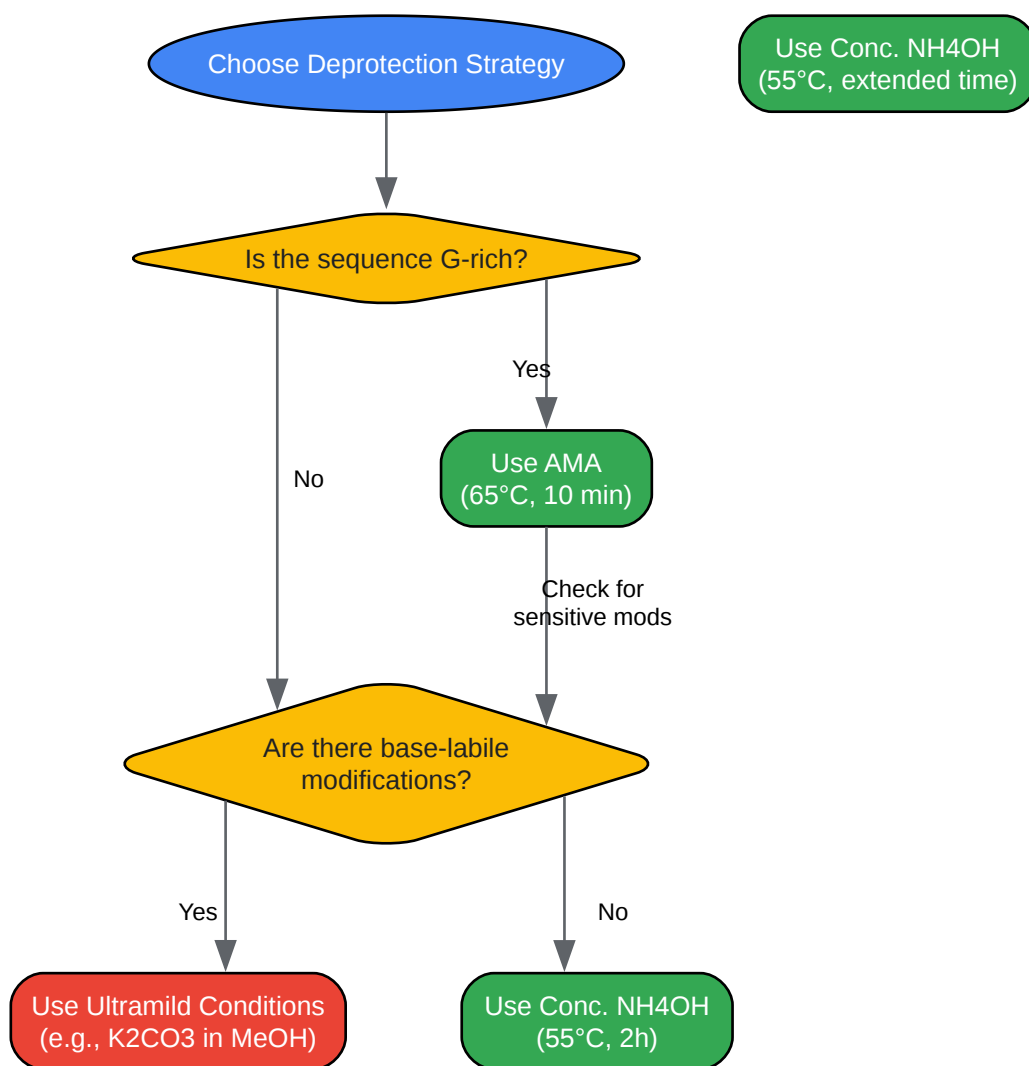 Choose Deprotection Strategy
Use Conc. NH4OH
(55°C, extended time)
Is the sequence G-rich?
Yes
Use AMA
(65°C, 10 min)
No
Check for
sensitive mods
Are there base-labile
modifications?
Yes
No
Use Ultramild Conditions
(e.g., K2CO3 in MeOH)
Use Conc. NH4OH
(55°C, 2h)